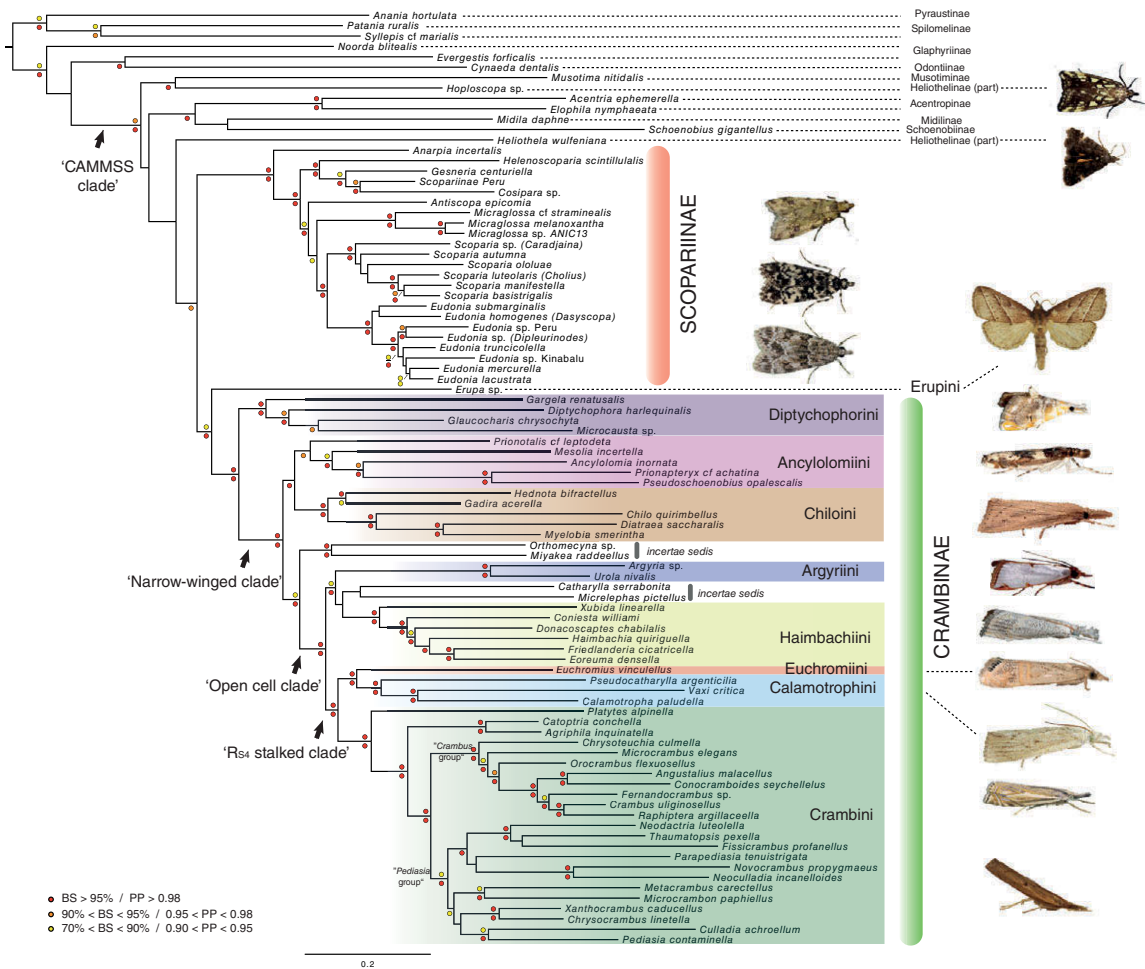 Anania hortulata
Pyraustinae
Patania ruralis
Spilomelinae
Syllepis cf marialis
Noorda blitealis
Glaphyriinae
Evergestis forficalis
Cynaeda dentalis
Odontiinae
Musotima nitidalis
Musotiminae
Hoploscopa sp.
Heliothelinae (part)
Acentria ephemerella
Acentropinae
Elophila nymphaeata
Midila daphne
Midilinae
Schoenobius gigantellus
Schoenobiinae
Heliothela wulfeniana
Heliothelinae (part)
'CAMMSS
clade'
Anarpia incertalis
Helenoscoparia scintillulalis
Gesneria centuriella
Scopariinae Peru
Cosipara sp.
Antiscopa epicomia
Micraglossa cf straminealis
Micraglossa melanoxantha
Micraglossa sp. ANIC13
Scoparia sp. (Caradjaina)
Scoparia autumna
Scoparia ololuae
Scoparia luteolaris (Cholius)
Scoparia manifestella
Scoparia basistrigalis
Eudonia submarginalis
Eudonia homogenes (Dasyscopa)
Eudonia sp. Peru
Eudonia sp. (Dipleurinodes)
Eudonia truncicolella
Eudonia sp. Kinabalu
Eudonia mercurella
Eudonia lacustrata
SCOPARIINAE
Erupa sp.
Erupini
Gargela renatusalis
Diptychophora harlequinalis
Glaucocharis chrysochyta
Microcausta sp.
Diptychophorini
Prionotalis cf leptodeta
Mesolia incertella
Ancylolomia inornata
Prionapteryx cf achatina
Pseudoschoenobius opalescalis
Ancylolomiini
Hednota bifractellus
Gadira acerella
Chilo quirimbellus
Diatraea saccharalis
Myelobia smerintha
Chiloini
'Narrow-winged clade'
Orthomecyna sp.
Miyakea raddeellus
incertae sedis
Argyria sp.
Urola nivalis
Argyriini
Catharylla serrabonita
Micrelephas pictellus
incertae sedis
Xubida linearella
Coniesta williami
Donacoscaptes chabilalis
Haimbachia quiriguella
Friedlanderia cicatricella
Eoreuma densella
Haimbachiini
'Open cell clade'
Euchromius vinculellus
Euchromiini
Pseudocatharylla argenticilia
Vaxi critica
Calamotropha paludella
Calamotrophini
'Rs4 stalked clade'
Platytes alpinella
Catoptria conchella
Agriphila inquinatella
"Crambus
group"
Chrysoteuchia culmella
Microcrambus elegans
Orocrambus flexuosellus
Angustalius malacellus
Conocramboides seychellellus
Fernandocrambus sp.
Crambus uliginosellus
Raphiptera argillaceella
Crambini
Neodactria luteolella
Thaumatopsis pexella
Fissicrambus profanellus
Parapediasia tenuistrigata
"Pediasia
group"
Novocrambus propygmaeus
Neoculladia incanelloides
Metacrambus carectellus
Microcrambon paphiellus
Xanthocrambus caducellus
Chrysocrambus linetella
Culladia achroellum
Pediasia contaminella
CRAMBINAE
BS > 95% / PP > 0.98
90% < BS < 95% / 0.95 < PP < 0.98
70% < BS < 90% / 0.90 < PP < 0.95
0.2